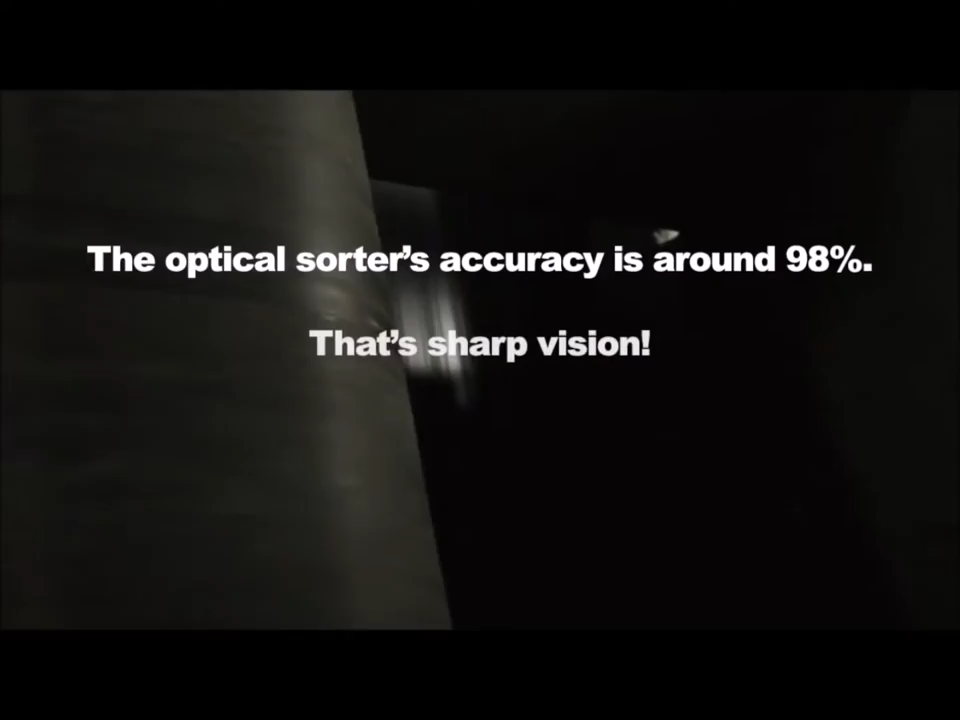 The optical sorter’s accuracy is around 98%.
That’s sharp vision!